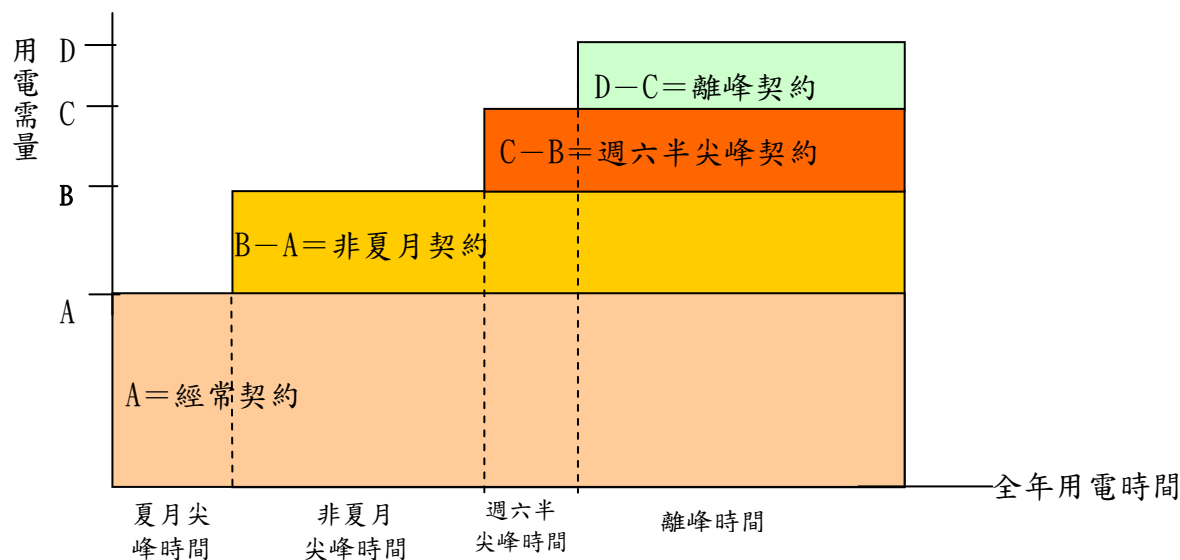 用電需量
D
C
B
A
D－C＝離峰契約
C－B＝週六半尖峰契約
B－A＝非夏月契約
A＝經常契約
全年用電時間
夏月尖
峰時間
非夏月
尖峰時間
週六半
尖峰時間
離峰時間